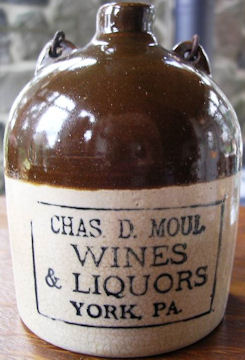 CHAS. D. MOUL
WINES
& LIQUORS
YORK, PA.